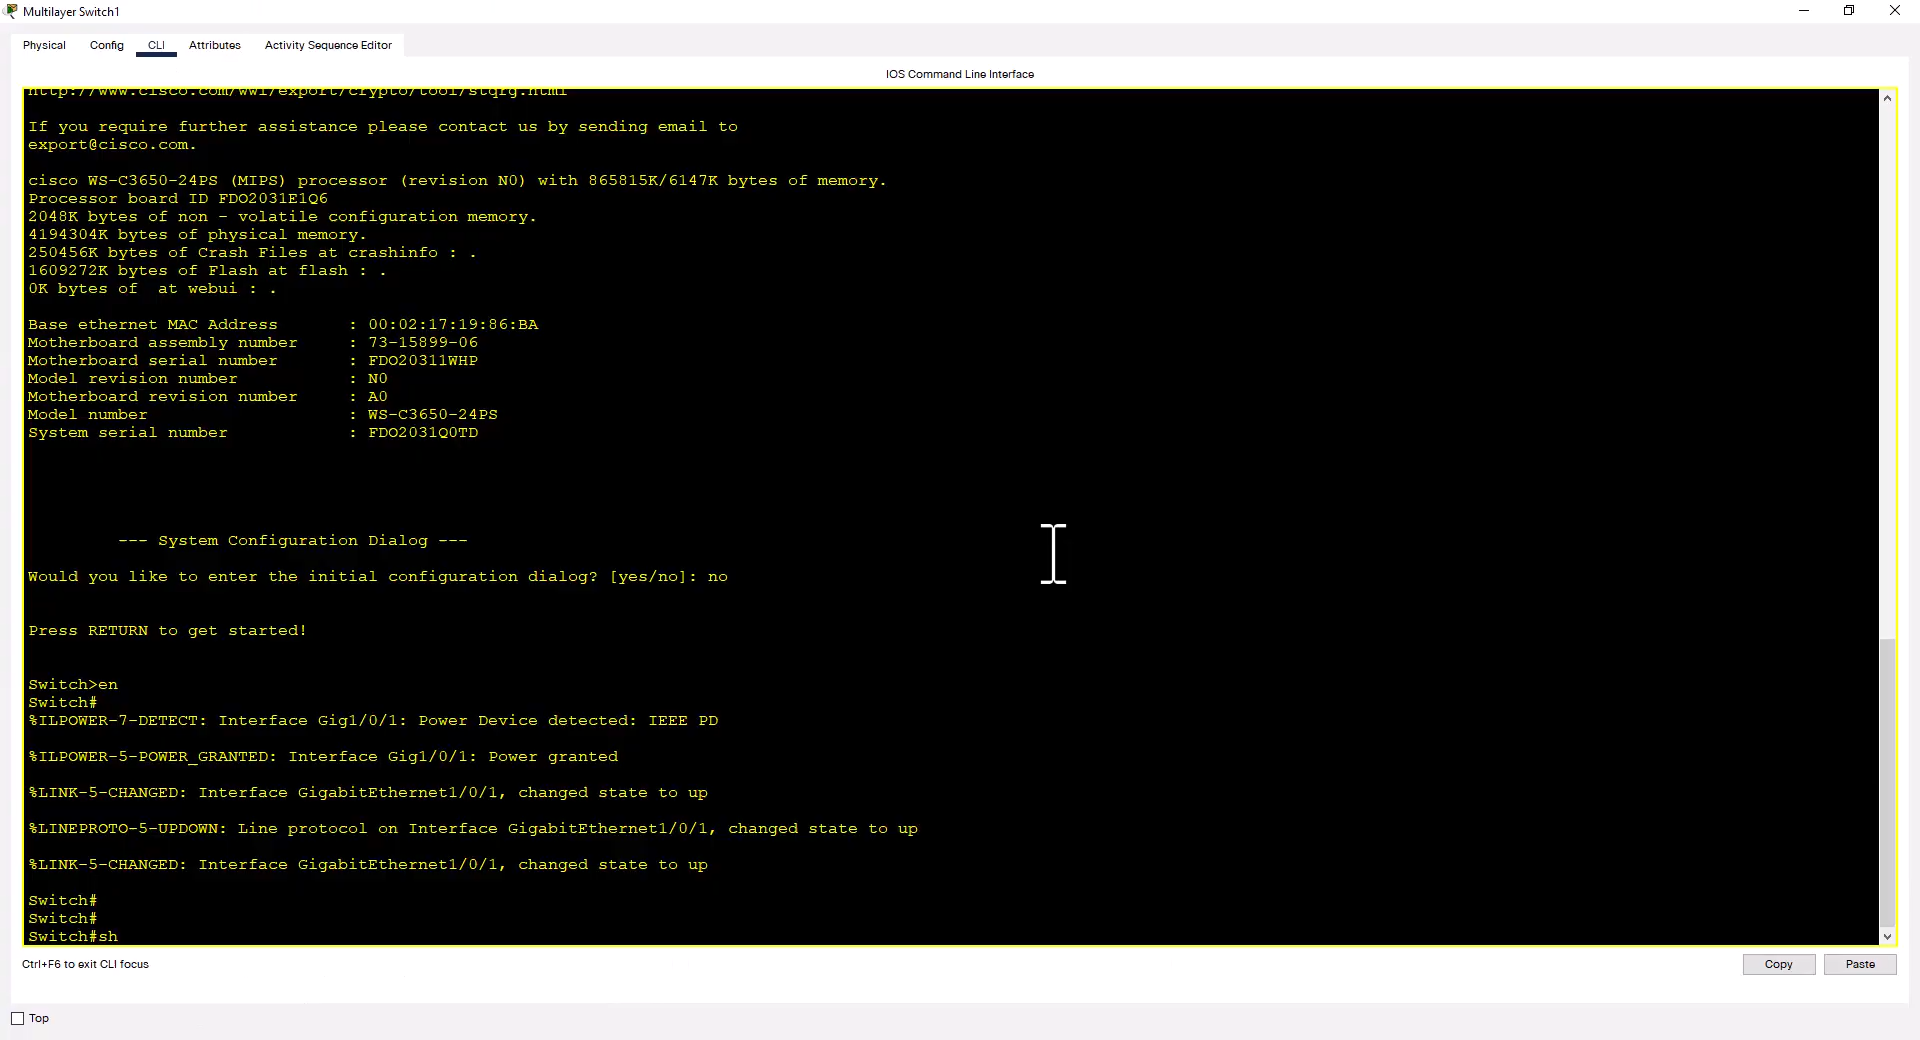 Multilayer Switch1
Physical Config CLI Attributes Activity Sequence Editor
IOS Command Line Interface
http://www.cisco.com/wwl/export/crypto/tool/stqrg.html
If you require further assistance please contact us by sending email to
export@cisco.com.
cisco WS-C3650-24PS (MIPS) processor (revision N0) with 865815K/6147K bytes of memory.
Processor board ID FDO2031E1Q6
2048K bytes of non - volatile configuration memory.
4194304K bytes of physical memory.
250456K bytes of Crash Files at crashinfo : .
1609272K bytes of Flash at flash : .
0K bytes of  at webui : .
Base ethernet MAC Address : 00:02:17:19:86:BA
Motherboard assembly number : 73-15899-06
Motherboard serial number : FDO20311WHP
Model revision number : N0
Motherboard revision number : A0
Model number : WS-C3650-24PS
System serial number : FDO2031Q0TD
--- System Configuration Dialog ---
Would you like to enter the initial configuration dialog? [yes/no]: no
Press RETURN to get started!
Switch>en
Switch#
%ILPOWER-7-DETECT: Interface Gig1/0/1: Power Device detected: IEEE PD
%ILPOWER-5-POWER_GRANTED: Interface Gig1/0/1: Power granted
%LINK-5-CHANGED: Interface GigabitEthernet1/0/1, changed state to up
%LINEPROTO-5-UPDOWN: Line protocol on Interface GigabitEthernet1/0/1, changed state to up
%LINK-5-CHANGED: Interface GigabitEthernet1/0/1, changed state to up
Switch#
Switch#
Switch#sh
Ctrl+F6 to exit CLI focus
Copy Paste
Top